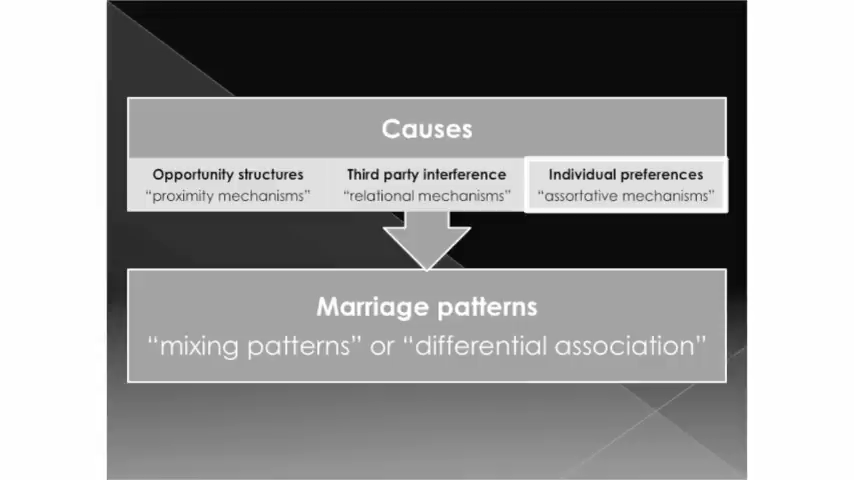 Causes
Opportunity structures
“proximity mechanisms”
Third party interference
“relational mechanisms”
Individual preferences
“assortative mechanisms”
Marriage patterns
“mixing patterns” or “differential association”